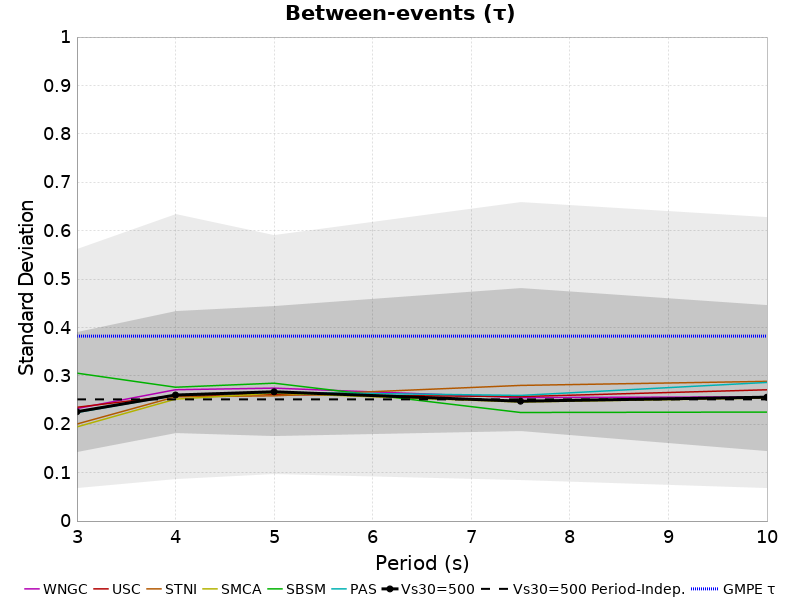 Between-events (τ)
1
0.9
0.8
0.7
0.6
0.5
0.4
0.3
0.2
0.1
0
Standard Deviation
3 4 5 6 7 8 9 10
Period (s)
WNGC USC STNI SMCA SBSM PAS Vs30=500 Vs30=500 Period-Indep. GMPE τ